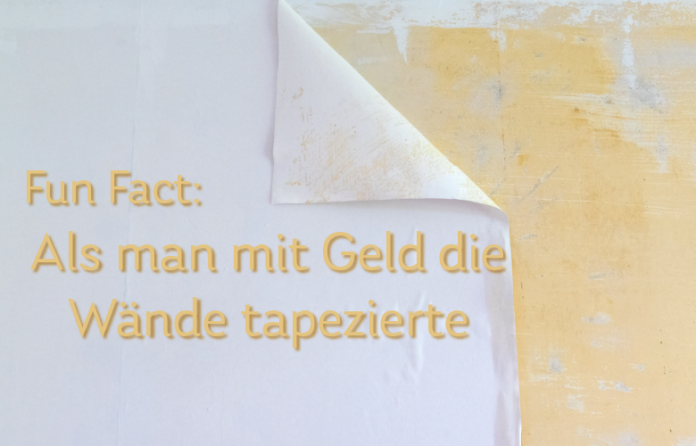 Fun Fact:
Als man mit Geld die
Wände tapezierte